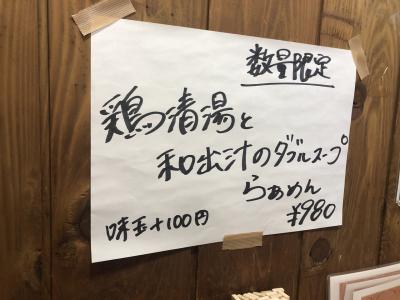 数量限定
鶏清湯と
和出汁のダブルスープ
らぁめん
¥980
味玉+100円